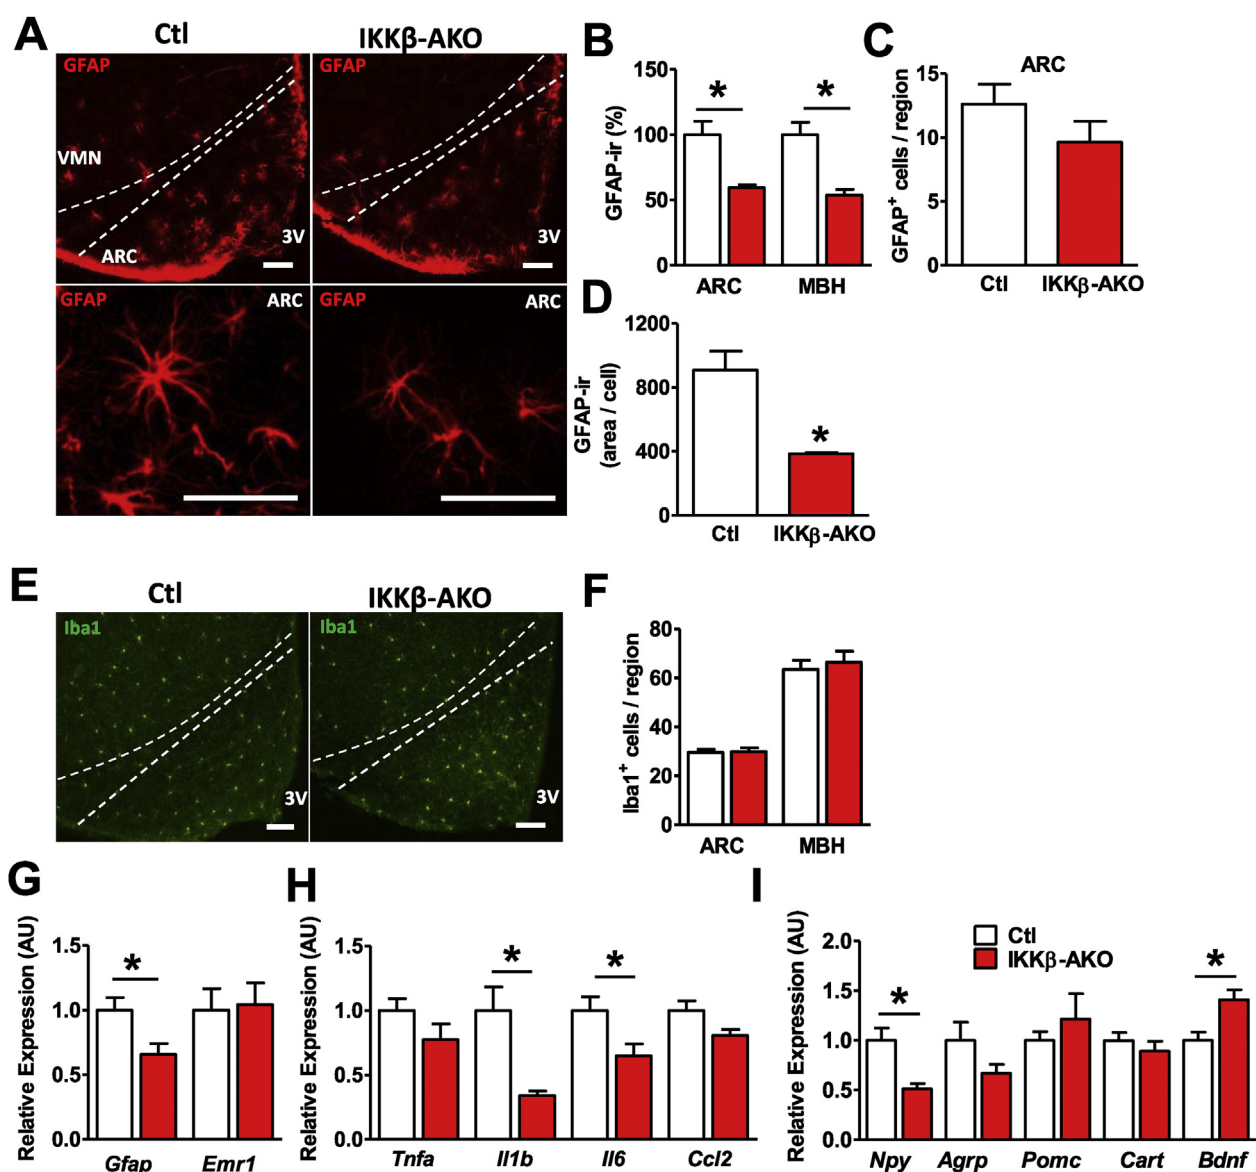 A
Ctl
IKKβ-AKO
GFAP
GFAP
VMN
3V
3V
ARC
GFAP
ARC
GFAP
ARC
B
GFAP-ir (%)
150
100
50
0
*
*
ARC
MBH
C
ARC
GFAP+ cells / region
15
10
5
0
Ctl
IKKβ-AKO
D
GFAP-ir
(area / cell)
1200
800
400
0
*
Ctl
IKKβ-AKO
E
Ctl
IKKβ-AKO
Iba1
Iba1
3V
3V
F
Iba1+ cells / region
80
60
40
20
0
ARC
MBH
G
Relative Expression (AU)
1.5
1.0
0.5
0.0
*
Gfap
Emr1
H
Relative Expression (AU)
1.5
1.0
0.5
0.0
*
*
Tnfa
Il1b
Il6
Ccl2
I
Relative Expression (AU)
2.0
1.5
1.0
0.5
0.0
Ctl
IKKβ-AKO
*
*
Npy
Agrp
Pomc
Cart
Bdnf